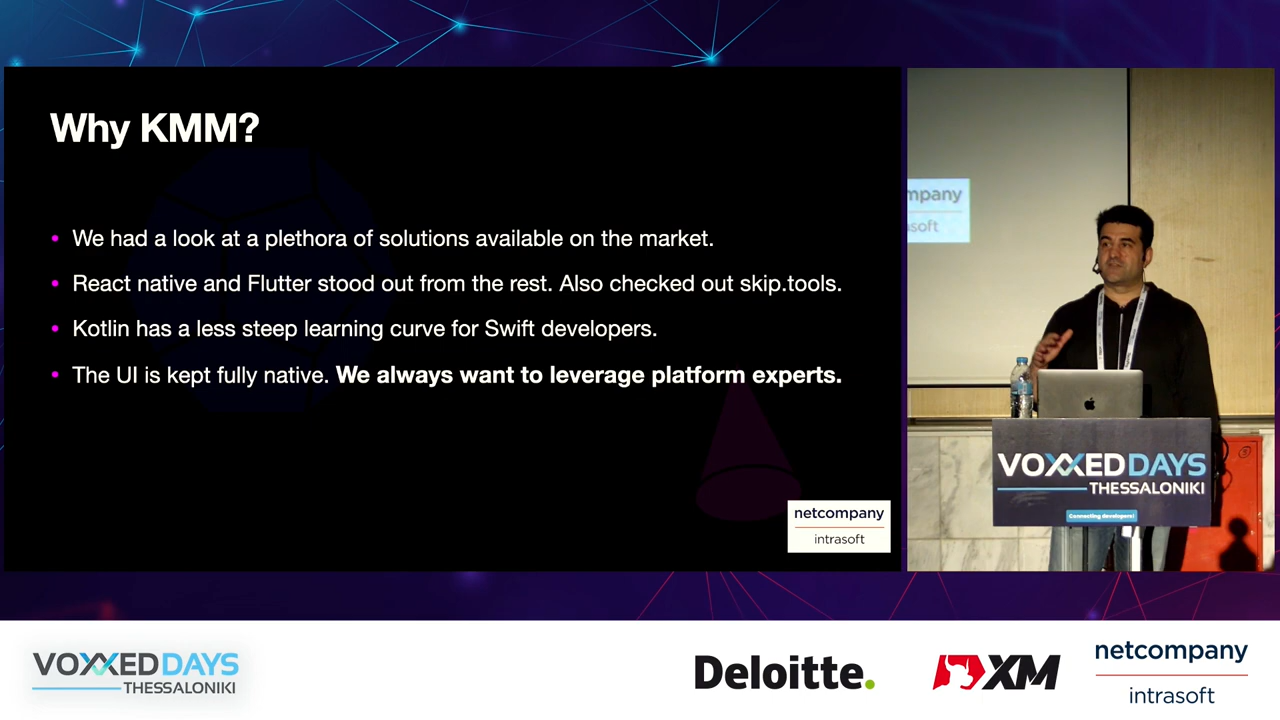 Why KMM?
• We had a look at a plethora of solutions available on the market.
• React native and Flutter stood out from the rest. Also checked out skip.tools.
• Kotlin has a less steep learning curve for Swift developers.
• The UI is kept fully native. We always want to leverage platform experts.
netcompany
intrasoft
mpany
soft
VOXXED DAYS
THESSALONIKI
Connecting developers!
VOXXED DAYS
THESSALONIKI
Deloitte.
XM
netcompany
intrasoft